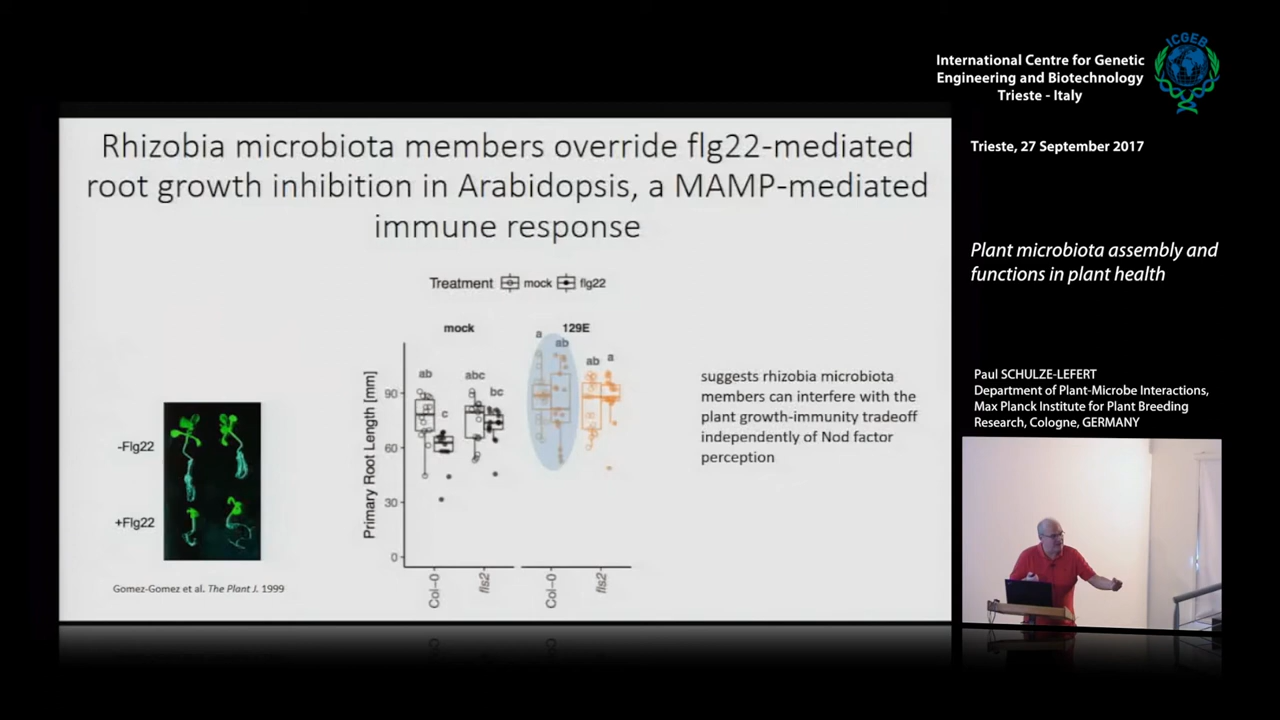 ICGEB
International Centre for Genetic
Engineering and Biotechnology
Trieste - Italy
Trieste, 27 September 2017
Plant microbiota assembly and
functions in plant health
Paul SCHULZE-LEFERT
Department of Plant-Microbe Interactions,
Max Planck Institute for Plant Breeding
Research, Cologne, GERMANY
Rhizobia microbiota members override flg22-mediated
root growth inhibition in Arabidopsis, a MAMP-mediated
immune response
Treatment mock flg22
mock 129E
a
ab
ab abc bc c
ab a
Primary Root Length [mm]
90
60
30
0
Col-0 fls2 Col-0 fls2
-Flg22
+Flg22
Gomez-Gomez et al. The Plant J. 1999
suggests rhizobia microbiota
members can interfere with the
plant growth-immunity tradeoff
independently of Nod factor
perception